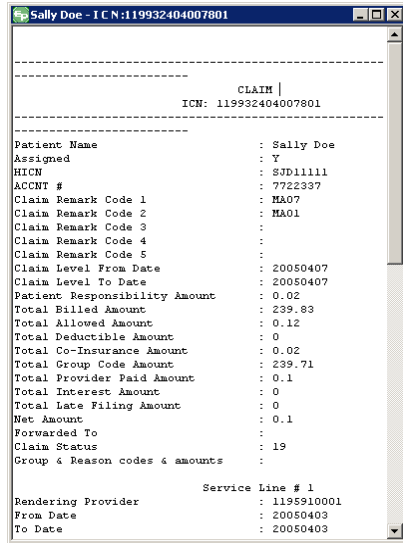 Sally Doe - I C N :119932404007801
--------------------------------------------------------
--------------------------
CLAIM
ICN: 119932404007801
--------------------------------------------------------
--------------------------
Patient Name : Sally Doe
Assigned : Y
HICN : SJD11111
ACCNT # : 7722337
Claim Remark Code 1 : MA07
Claim Remark Code 2 : MA01
Claim Remark Code 3 :
Claim Remark Code 4 :
Claim Remark Code 5 :
Claim Level From Date : 20050407
Claim Level To Date : 20050407
Patient Responsibility Amount : 0.02
Total Billed Amount : 239.83
Total Allowed Amount : 0.12
Total Deductible Amount : 0
Total Co-Insurance Amount : 0.02
Total Group Code Amount : 239.71
Total Provider Paid Amount : 0.1
Total Interest Amount : 0
Total Late Filing Amount : 0
Net Amount : 0.1
Forwarded To :
Claim Status : 19
Group & Reason codes & amounts :
Service Line # 1
Rendering Provider : 1195910001
From Date : 20050403
To Date : 20050403